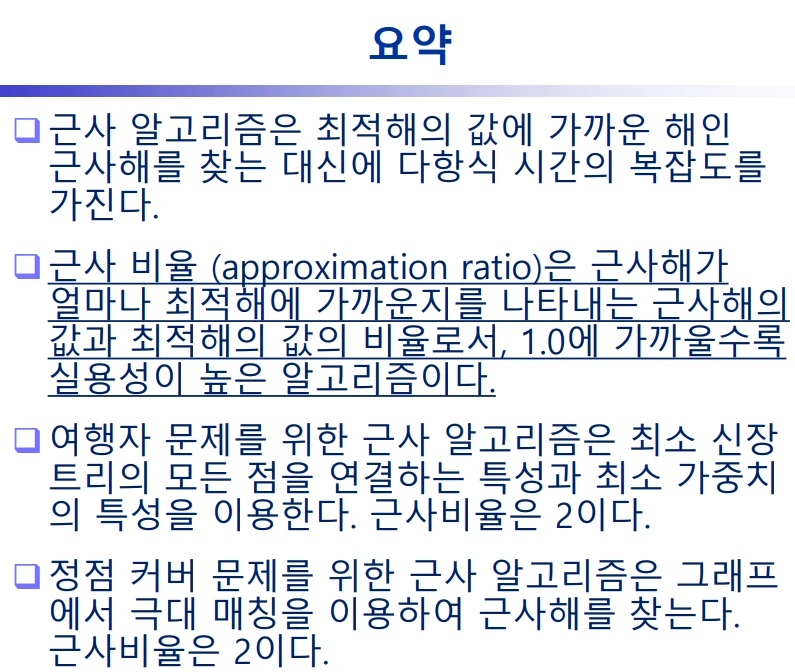 요약
❑ 근사 알고리즘은 최적해의 값에 가까운 해인
근사해를 찾는 대신에 다항식 시간의 복잡도를
가진다.
❑ 근사 비율 (approximation ratio)은 근사해가
얼마나 최적해에 가까운지를 나타내는 근사해의
값과 최적해의 값의 비율로서, 1.0에 가까울수록
실용성이 높은 알고리즘이다.
❑ 여행자 문제를 위한 근사 알고리즘은 최소 신장
트리의 모든 점을 연결하는 특성과 최소 가중치
의 특성을 이용한다. 근사비율은 2이다.
❑ 정점 커버 문제를 위한 근사 알고리즘은 그래프
에서 극대 매칭을 이용하여 근사해를 찾는다.
근사비율은 2이다.